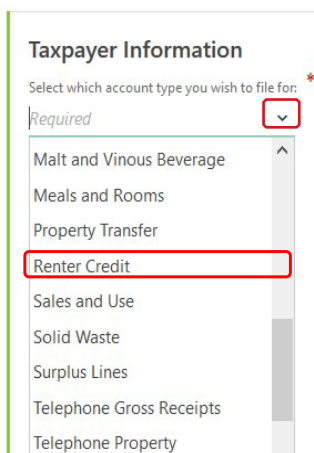 Taxpayer Information
Select which account type you wish to file for: *
Required
Malt and Vinous Beverage
Meals and Rooms
Property Transfer
Renter Credit
Sales and Use
Solid Waste
Surplus Lines
Telephone Gross Receipts
Telephone Property